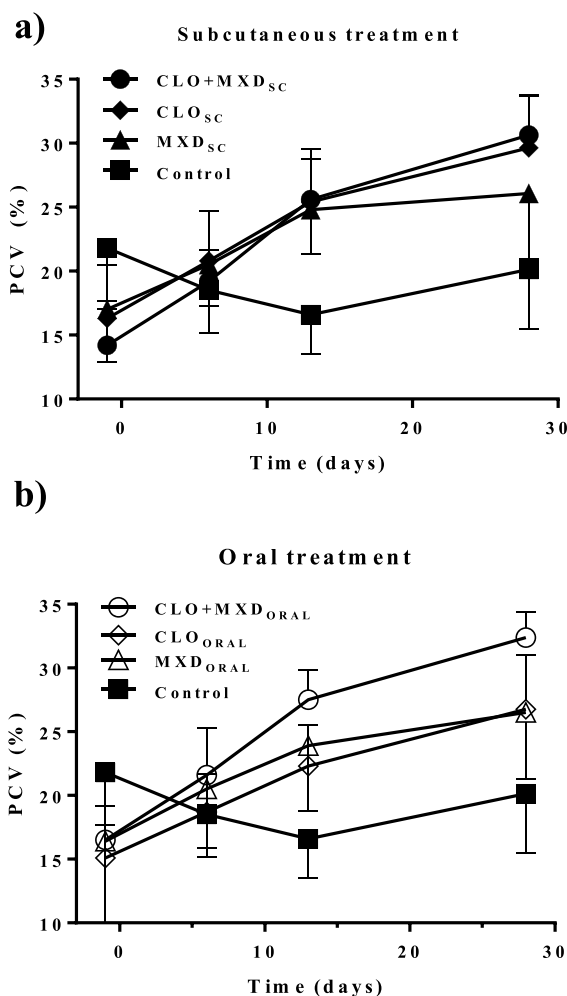 a)
Subcutaneous treatment
35
CLO+MXDSC
CLOSC
30
MXDSC
Control
25
PCV (%)
20
15
10
0 10 20 30
Time (days)
b)
Oral treatment
35
CLO+MXDORAL
CLOORAL
30
MXDORAL
Control
25
PCV (%)
20
15
10
0 10 20 30
Time (days)